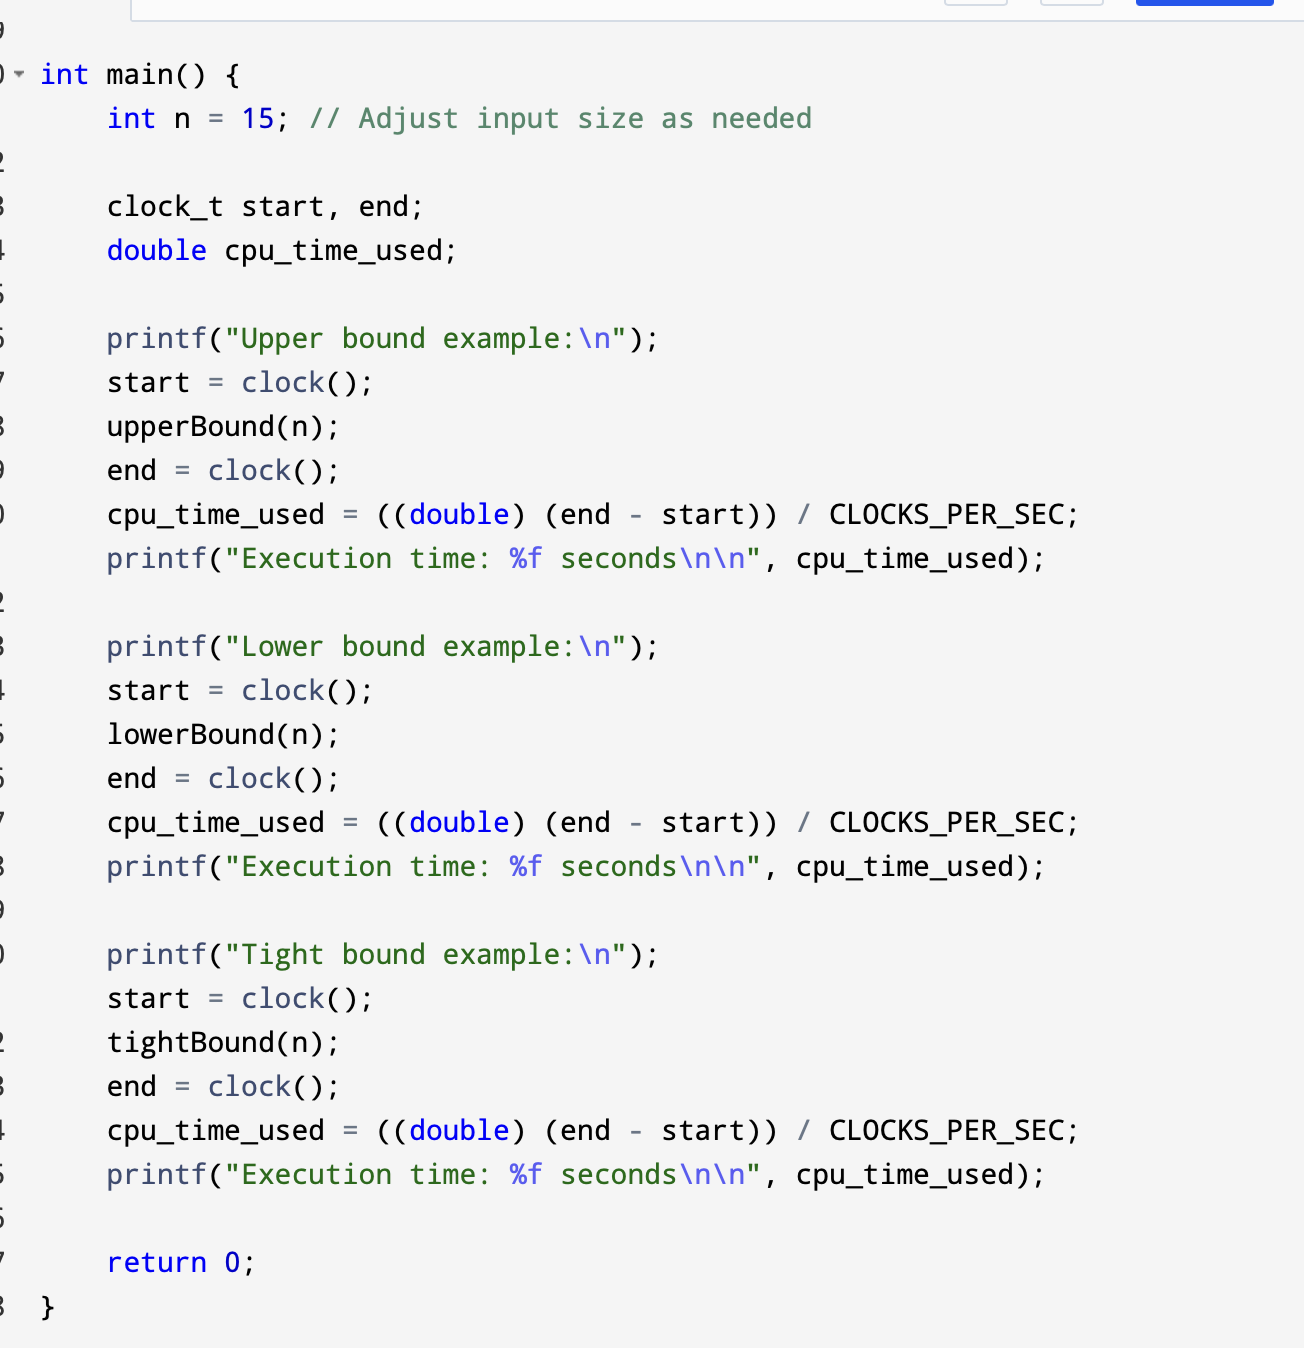 int main() {
int n = 15; // Adjust input size as needed
clock_t start, end;
double cpu_time_used;
printf("Upper bound example:\n");
start = clock();
upperBound(n);
end = clock();
cpu_time_used = ((double) (end - start)) / CLOCKS_PER_SEC;
printf("Execution time: %f seconds\n\n", cpu_time_used);
printf("Lower bound example:\n");
start = clock();
lowerBound(n);
end = clock();
cpu_time_used = ((double) (end - start)) / CLOCKS_PER_SEC;
printf("Execution time: %f seconds\n\n", cpu_time_used);
printf("Tight bound example:\n");
start = clock();
tightBound(n);
end = clock();
cpu_time_used = ((double) (end - start)) / CLOCKS_PER_SEC;
printf("Execution time: %f seconds\n\n", cpu_time_used);
return 0;
}